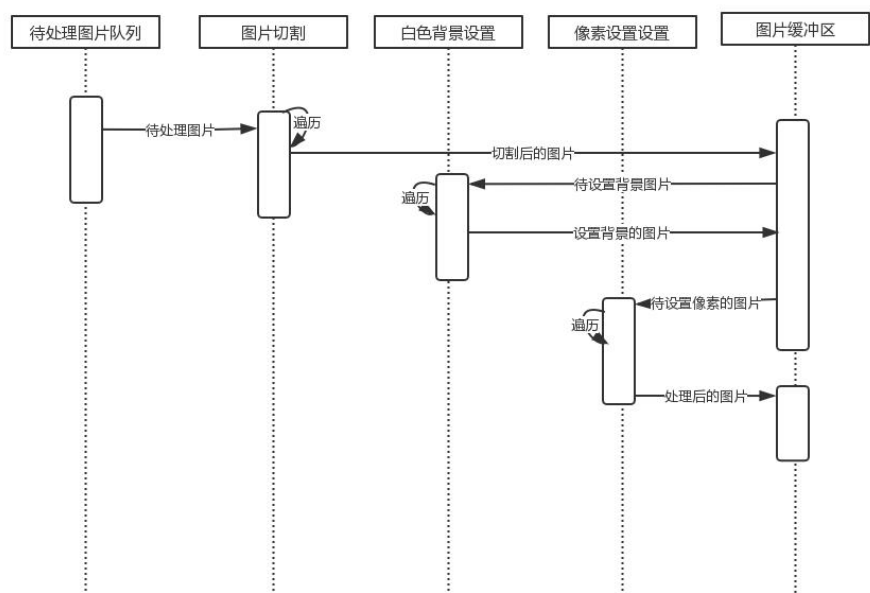 待处理图片队列
图片切割
白色背景设置
像素设置设置
图片缓冲区
待处理图片
遍历
切割后的图片
待设置背景图片
遍历
设置背景的图片
待设置像素的图片
遍历
处理后的图片